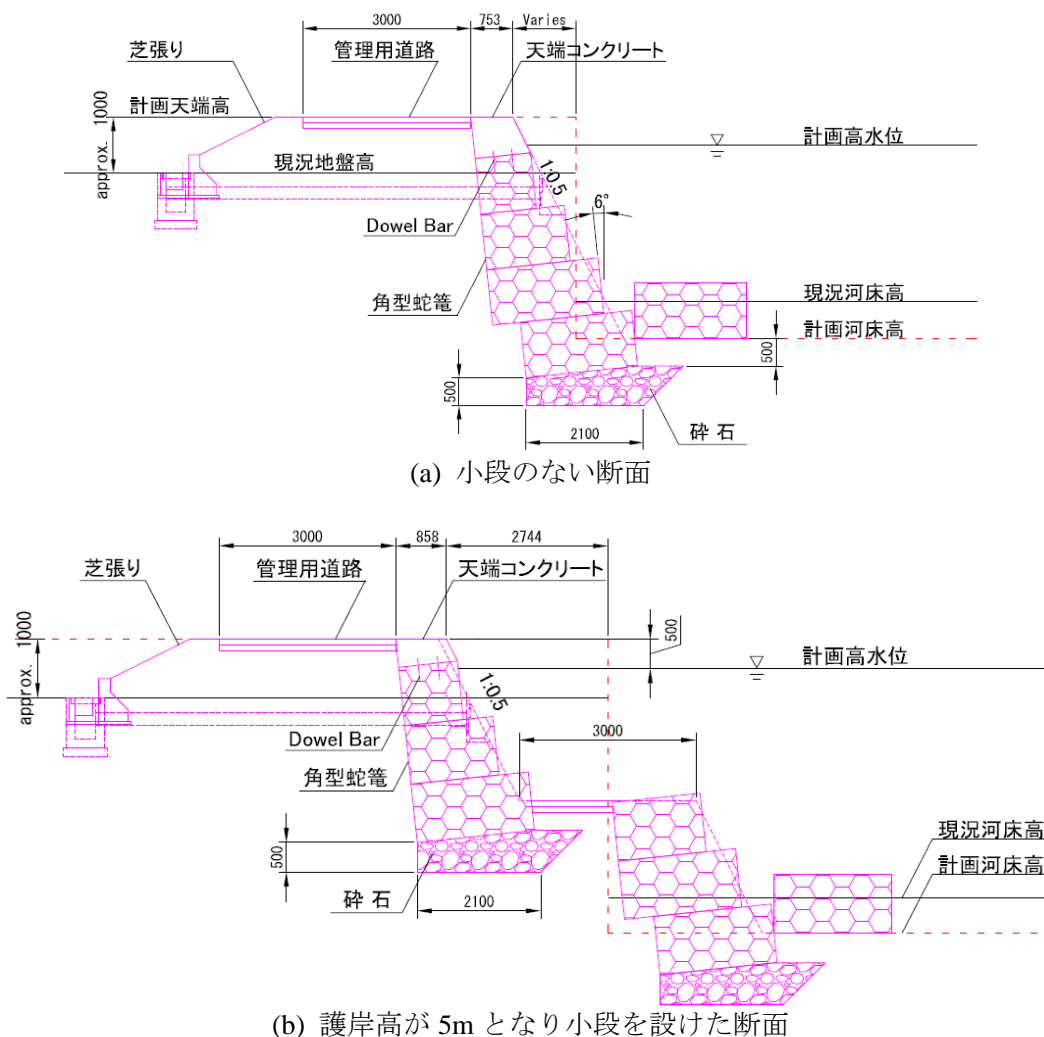 3000
753
Varies
芝張り
管理用道路
天端コンクリート
approx. 1000
計画天端高
計画高水位
現況地盤高
1:0.5
6°
Dowel Bar
角型蛇篭
現況河床高
計画河床高
500
500
2100
砕 石
(a) 小段のない断面
3000
858
2744
芝張り
管理用道路
天端コンクリート
approx. 1000
500
計画高水位
1:0.5
Dowel Bar
3000
角型蛇篭
現況河床高
計画河床高
500
砕 石
2100
(b) 護岸高が 5m となり小段を設けた断面